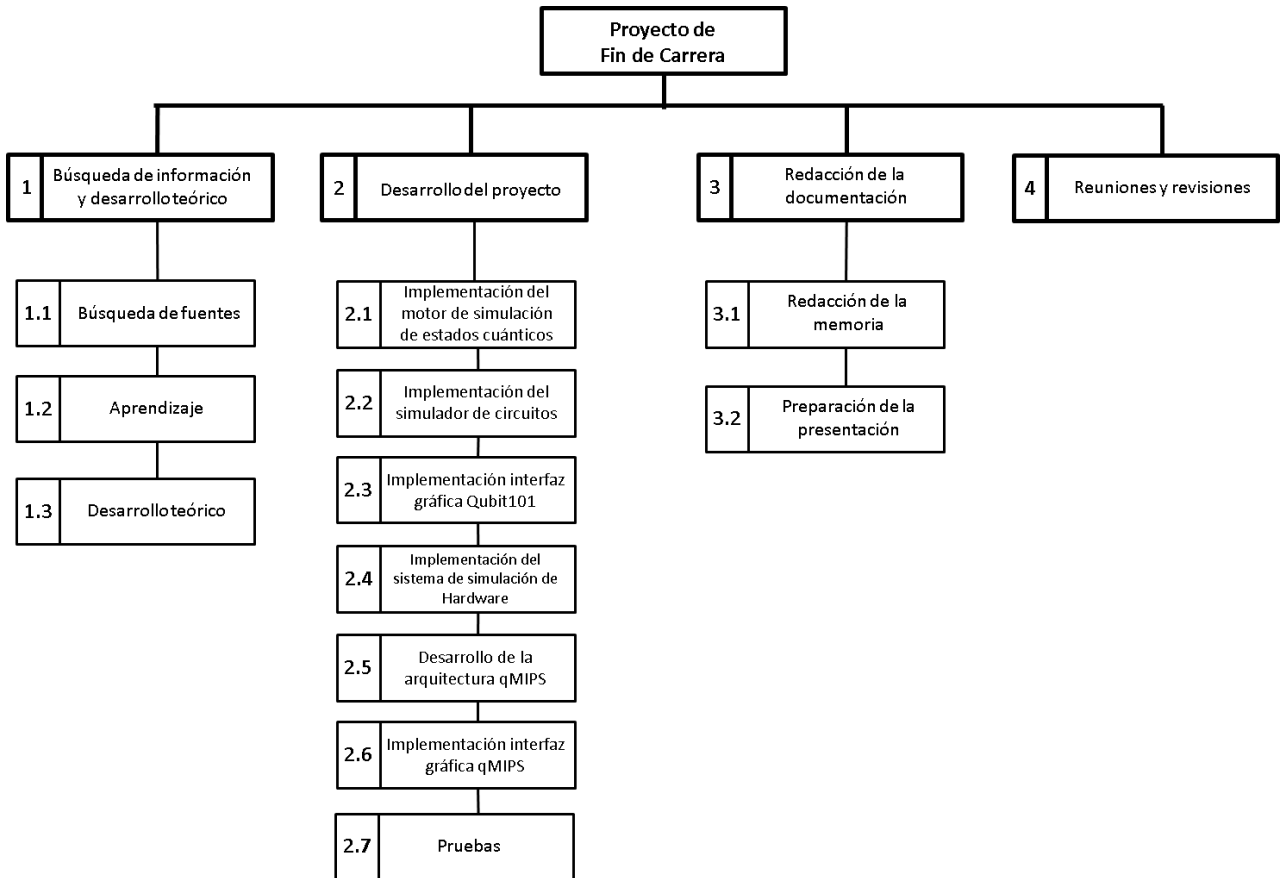 Proyecto de
Fin de Carrera
1
Búsqueda de información
y desarrollo teórico
2
Desarrollo del proyecto
3
Redacción de la
documentación
4
Reuniones y revisiones
1.1
Búsqueda de fuentes
1.2
Aprendizaje
1.3
Desarrollo teórico
2.1
Implementación del
motor de simulación
de estados cuánticos
2.2
Implementación del
simulador de circuitos
2.3
Implementación interfaz
gráfica Qubit101
2.4
Implementación del
sistema de simulación de
Hardware
2.5
Desarrollo de la
arquitectura qMIPS
2.6
Implementación interfaz
gráfica qMIPS
2.7
Pruebas
3.1
Redacción de la
memoria
3.2
Preparación de la
presentación